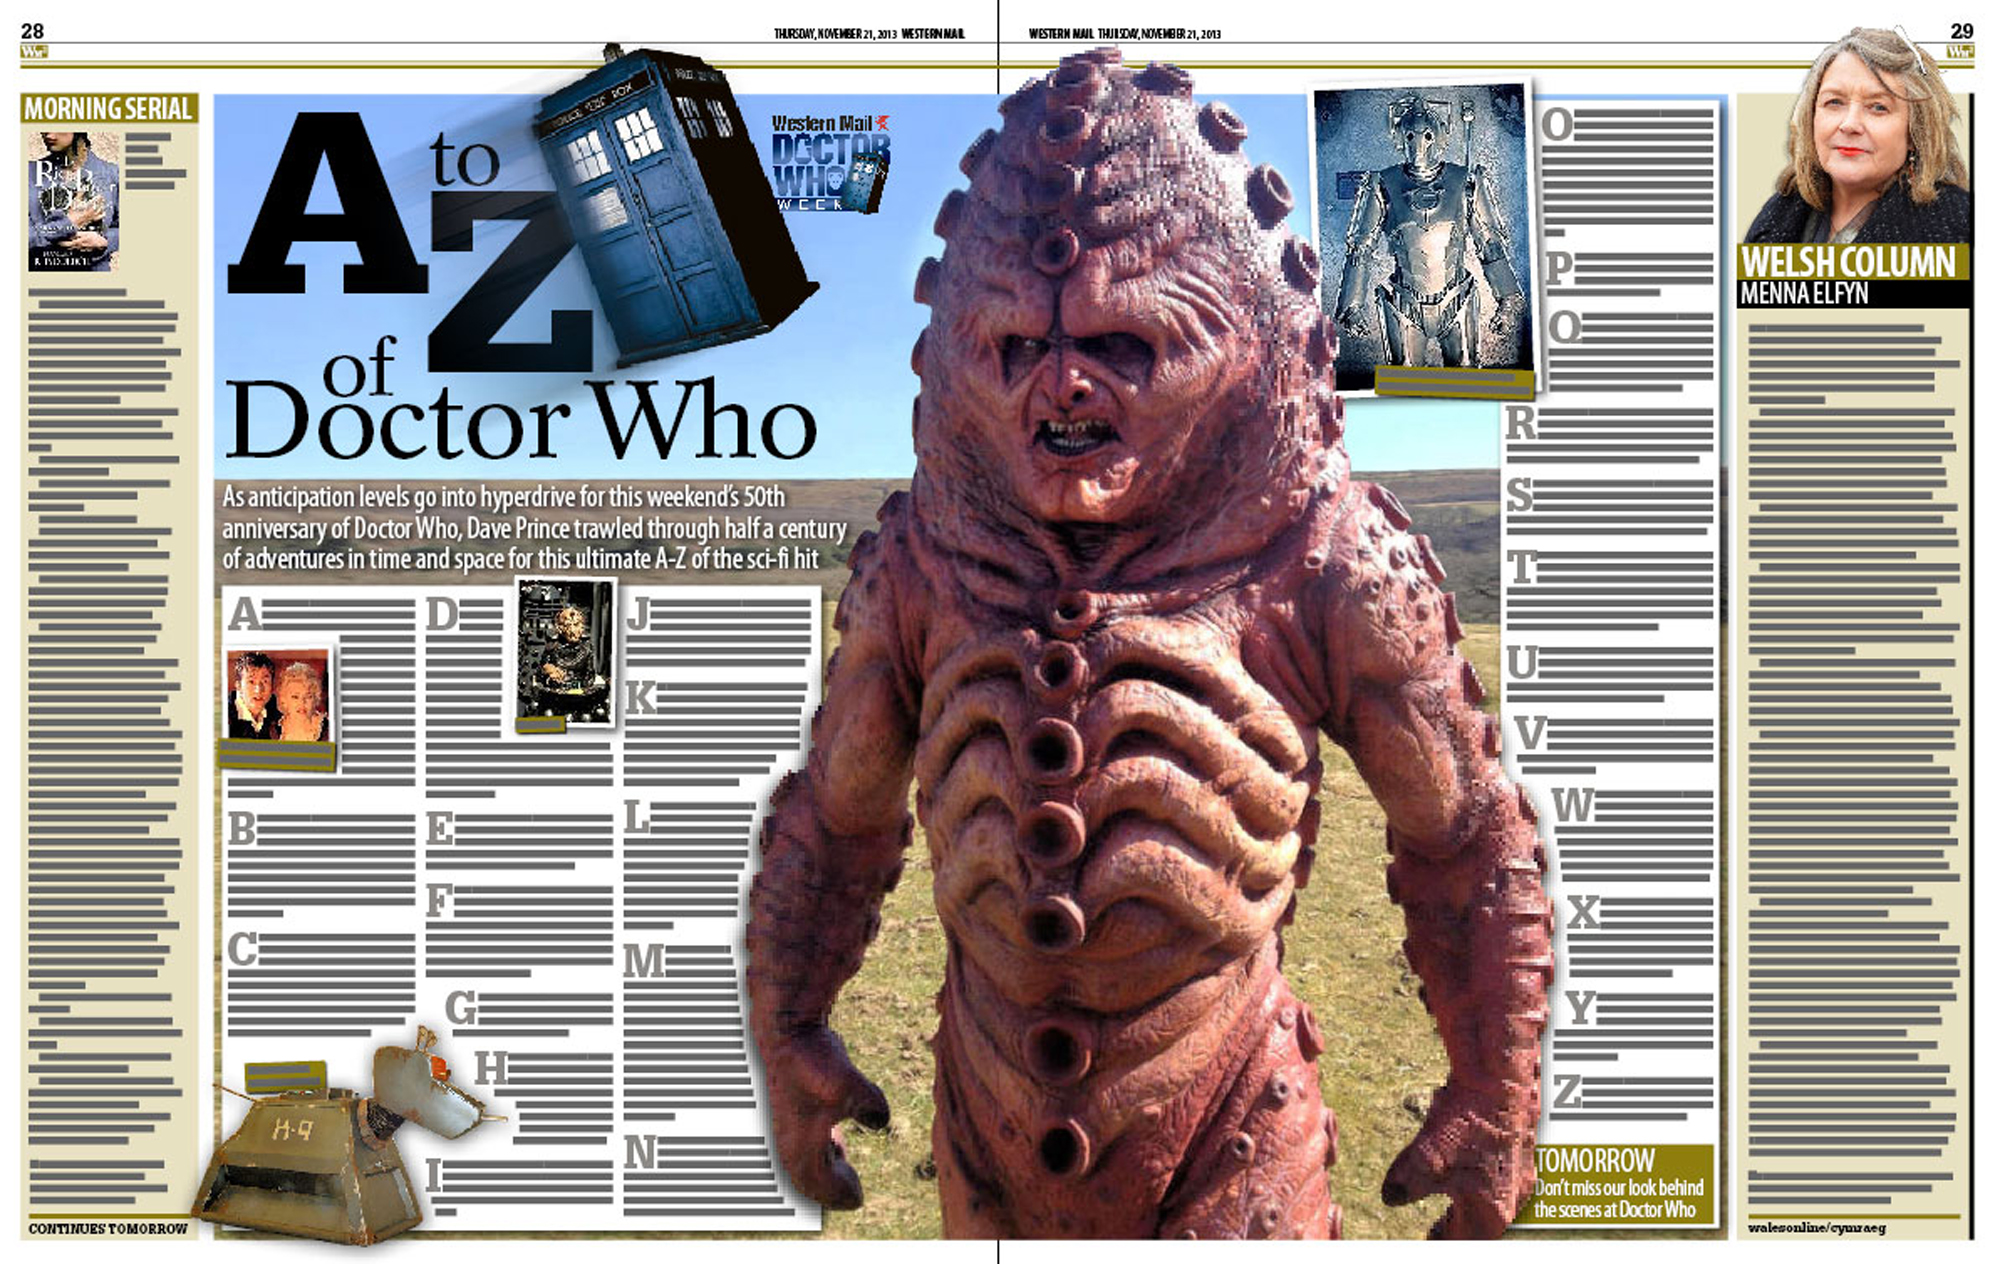 28
THURSDAY, NOVEMBER 21, 2013 WESTERN MAIL
WESTERN MAIL THURSDAY, NOVEMBER 21, 2013
29
MORNING SERIAL
CONTINUES TOMORROW
A
to
Z
of
Doctor Who
POLICE BOX
Western Mail
DOCTOR
WHO
WEEK
As anticipation levels go into hyperdrive for this weekend's 50th
anniversary of Doctor Who, Dave Prince trawled through half a century
of adventures in time and space for this ultimate A-Z of the sci-fi hit
A
B
C
K-9
D
E
F
G
H
I
J
K
L
M
N
O
P
Q
R
S
T
U
V
W
X
Y
Z
TOMORROW
Don't miss our look behind
the scenes at Doctor Who
WELSH COLUMN
MENNA ELFYN
walesonline/cymraeg